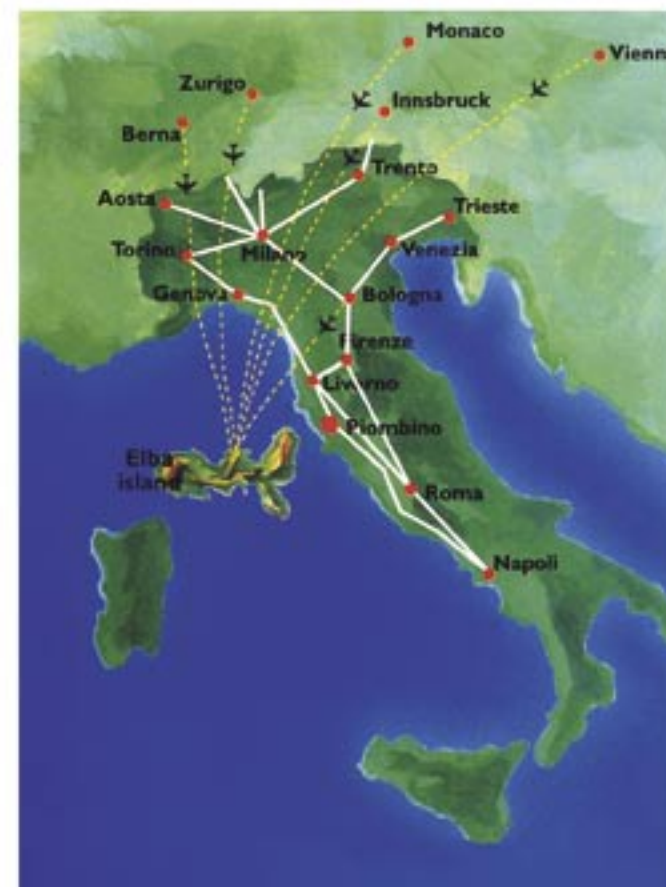 Monaco
Vienn
Zurigo
Innsbruck
Berna
Trento
Aosta
Trieste
Torino
Milano
Venezia
Genova
Bologna
Firenze
Livorno
Piombino
Elba
island
Roma
Napoli